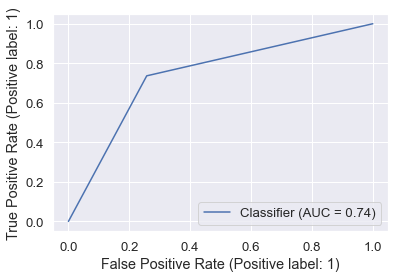 True Positive Rate (Positive label: 1)
1.0
0.8
0.6
0.4
0.2
0.0
Classifier (AUC = 0.74)
0.0 0.2 0.4 0.6 0.8 1.0
False Positive Rate (Positive label: 1)